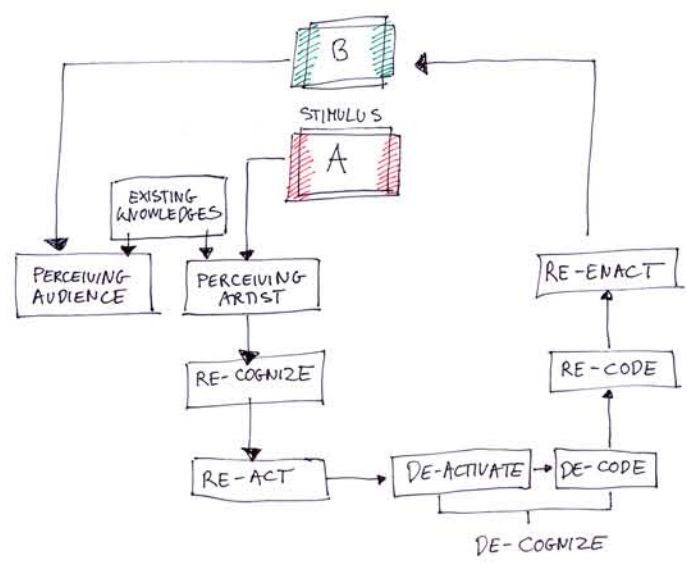 B
STIMULUS
A
EXISTING
KNOWLEDGES
PERCEIVING
AUDIENCE
PERCEIVING
ARTIST
RE-COGNIZE
RE-ACT
DE-ACTIVATE
DE-CODE
DE-COGNIZE
RE-CODE
RE-ENACT